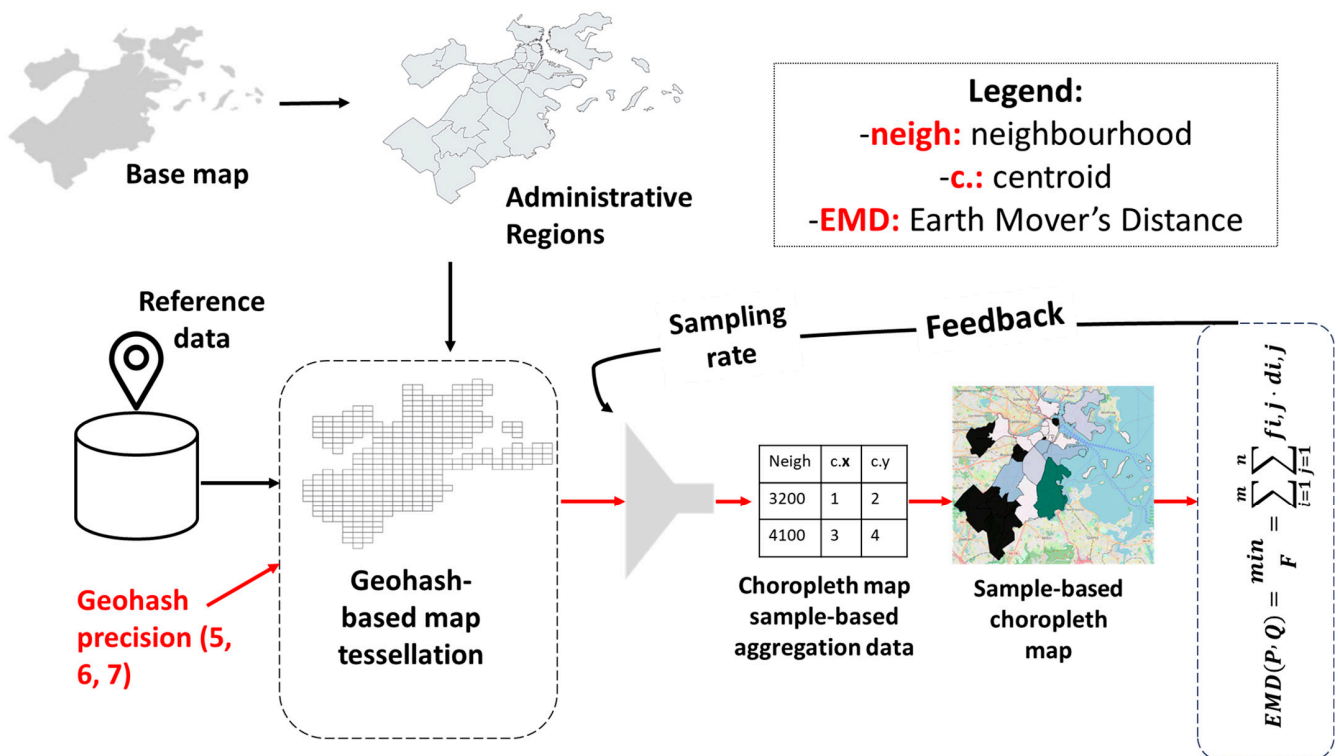 Base map
Administrative
Regions
Legend:
-neigh: neighbourhood
-c.: centroid
-EMD: Earth Mover’s Distance
Reference
data
Sampling
rate
Feedback
Geohash
precision (5,
6, 7)
Geohash-
based map
tessellation
Neigh c.x c.y
3200 1 2
4100 3 4
Choropleth map
sample-based
aggregation data
Sample-based
choropleth
map
EMD(P,Q) = min F = ∑ i=1 m ∑ j=1 n fi,j · di,j